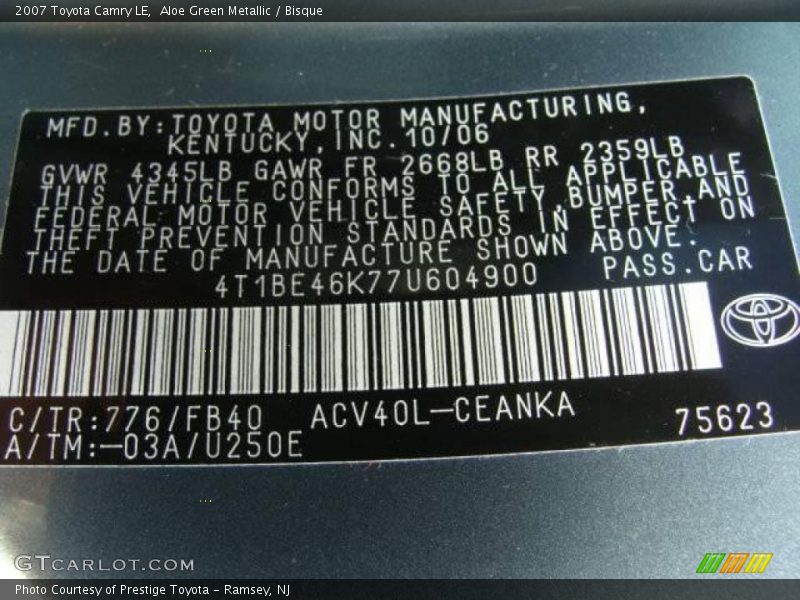 2007 Toyota Camry LE,  Aloe Green Metallic / Bisque
MFD.BY:TOYOTA MOTOR MANUFACTURING,
KENTUCKY,INC.10/06
GVWR 4345LB GAWR FR 2668LB RR 2359LB
THIS VEHICLE CONFORMS TO ALL APPLICABLE
FEDERAL MOTOR VEHICLE SAFETY,BUMPER,AND
THEFT PREVENTION STANDARDS IN EFFECT ON
THE DATE OF MANUFACTURE SHOWN ABOVE.
4T1BE46K77U604900 PASS.CAR
C/TR:776/FB40 ACV40L-CEANKA 75623
A/TM:-03A/U250E
GTCARLOT.COM
Photo Courtesy of Prestige Toyota - Ramsey, NJ